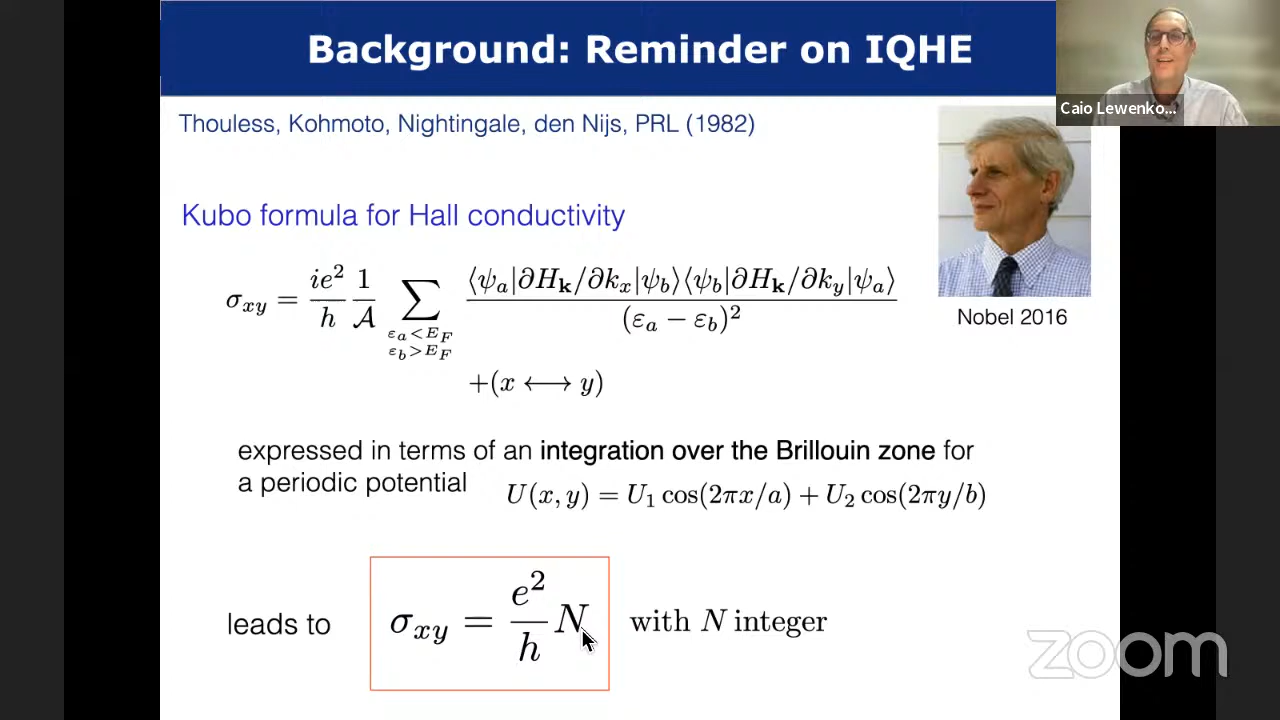 Background: Reminder on IQHE
Caio Lewenko...
Thouless, Kohmoto, Nightingale, den Nijs, PRL (1982)
Kubo formula for Hall conductivity
σ_xy = ie²/h 1/𝒜 ∑_{ε_a<E_F, ε_b>E_F} ⟨ψ_a|∂H_𝐤/∂k_x|ψ_b⟩⟨ψ_b|∂H_𝐤/∂k_y|ψ_a⟩/(ε_a − ε_b)²
+(x ⟷ y)
Nobel 2016
expressed in terms of an integration over the Brillouin zone for
a periodic potential U(x, y) = U₁ cos(2πx/a) + U₂ cos(2πy/b)
leads to σ_xy = e²/h N with N integer
zoom